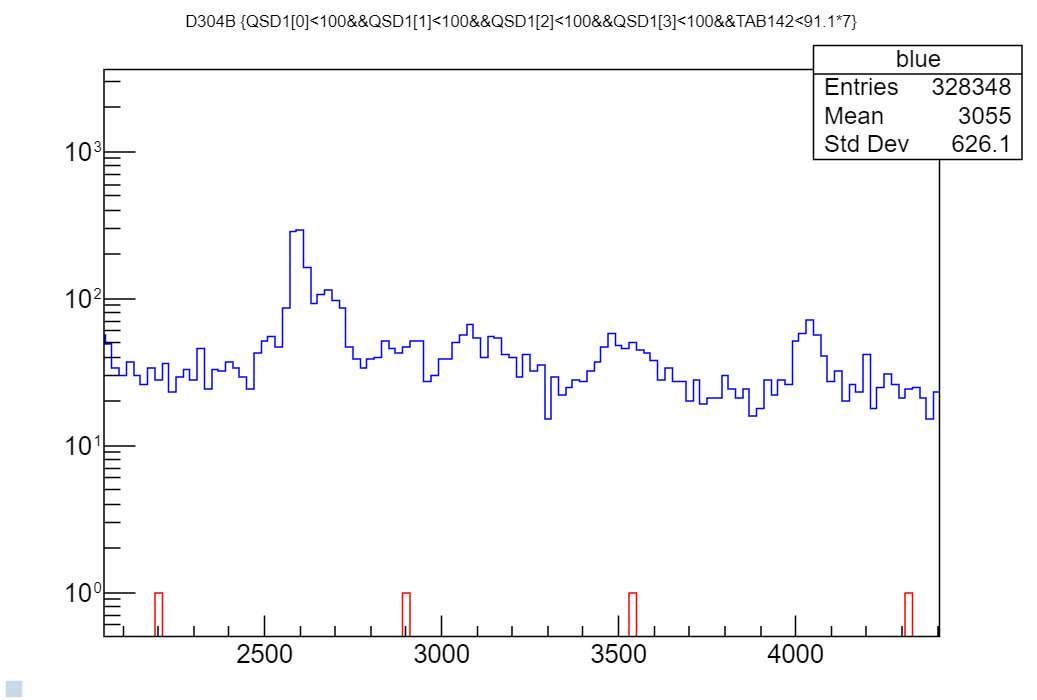 D304B {QSD1[0]<100&&QSD1[1]<100&&QSD1[2]<100&&QSD1[3]<100&&TAB142<91.1*7}
blue
Entries 328348
Mean 3055
Std Dev 626.1
10³
10²
10¹
10⁰
2500 3000 3500 4000